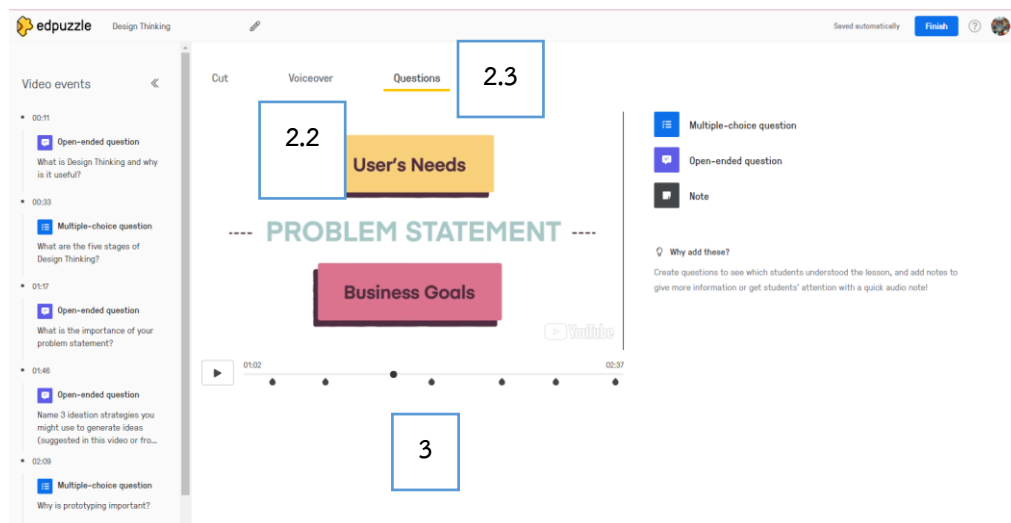 edpuzzle
Design Thinking
Saved automatically
Finish
?
Video events
Cut
Voiceover
Questions
2.3
00:11
Open-ended question
What is Design Thinking and why
is it useful?
00:33
Multiple-choice question
What are the five stages of
Design Thinking?
01:17
Open-ended question
What is the importance of your
problem statement?
01:46
Open-ended question
Name 3 ideation strategies you
might use to generate ideas
(suggested in this video or fro...
02:09
Multiple-choice question
Why is prototyping important?
2.2
User's Needs
PROBLEM STATEMENT
Business Goals
YouTube
01:02
02:37
3
Multiple-choice question
Open-ended question
Note
Why add these?
Create questions to see which students understood the lesson, and add notes to
give more information or get students' attention with a quick audio note!